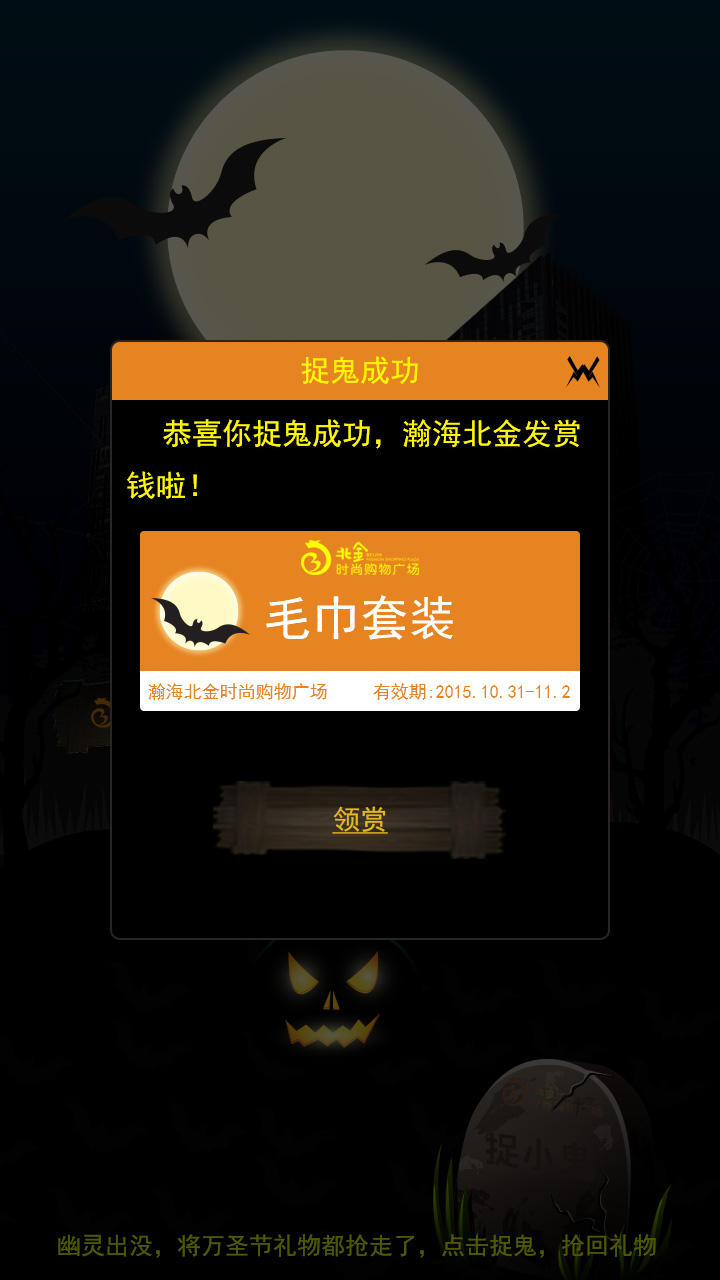 捉鬼成功
恭喜你捉鬼成功，瀚海北金发赏
钱啦！
北金
时尚购物广场
毛巾套装
瀚海北金时尚购物广场 有效期:2015.10.31-11.2
领赏
捉小
幽灵出没，将万圣节礼物都抢走了，点击捉鬼，抢回礼物